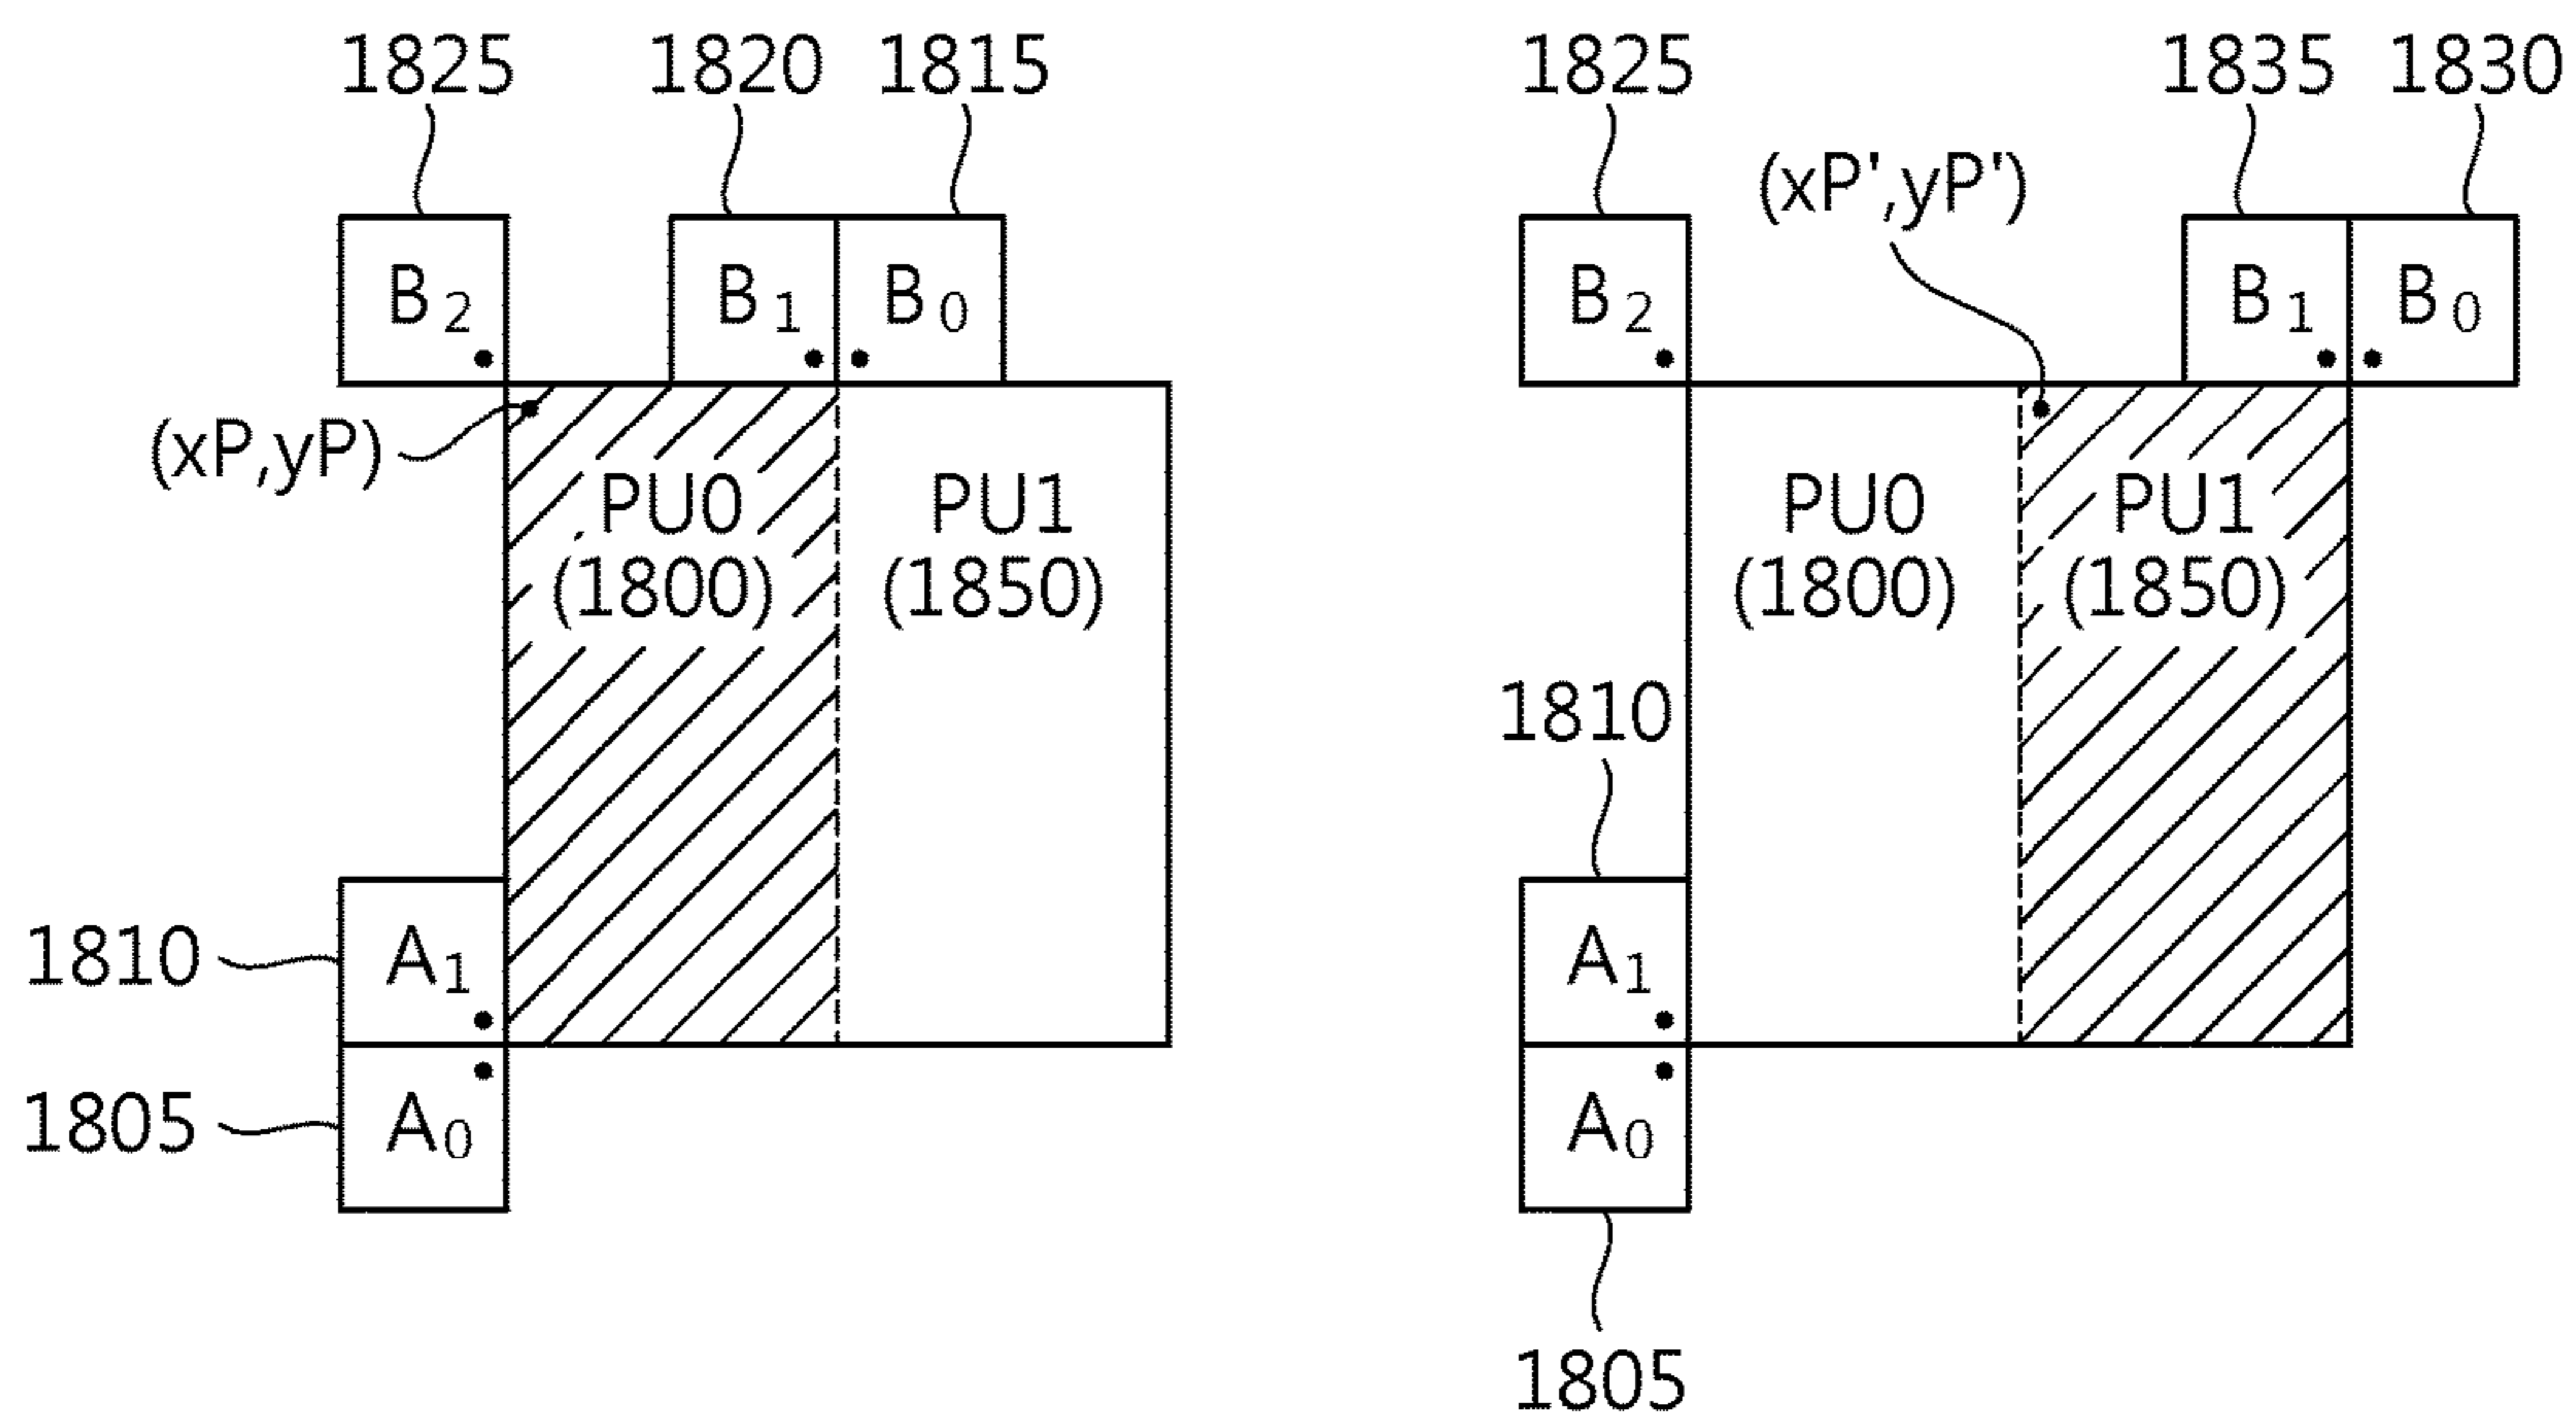 1825 1820 1815
B2 B1 B0
(xP,yP)
PU0 PU1
(1800) (1850)
1810 A1
1805 A0
1825 1835 1830
(xP',yP')
B2 B1 B0
PU0 PU1
(1800) (1850)
1810
A1
A0
1805